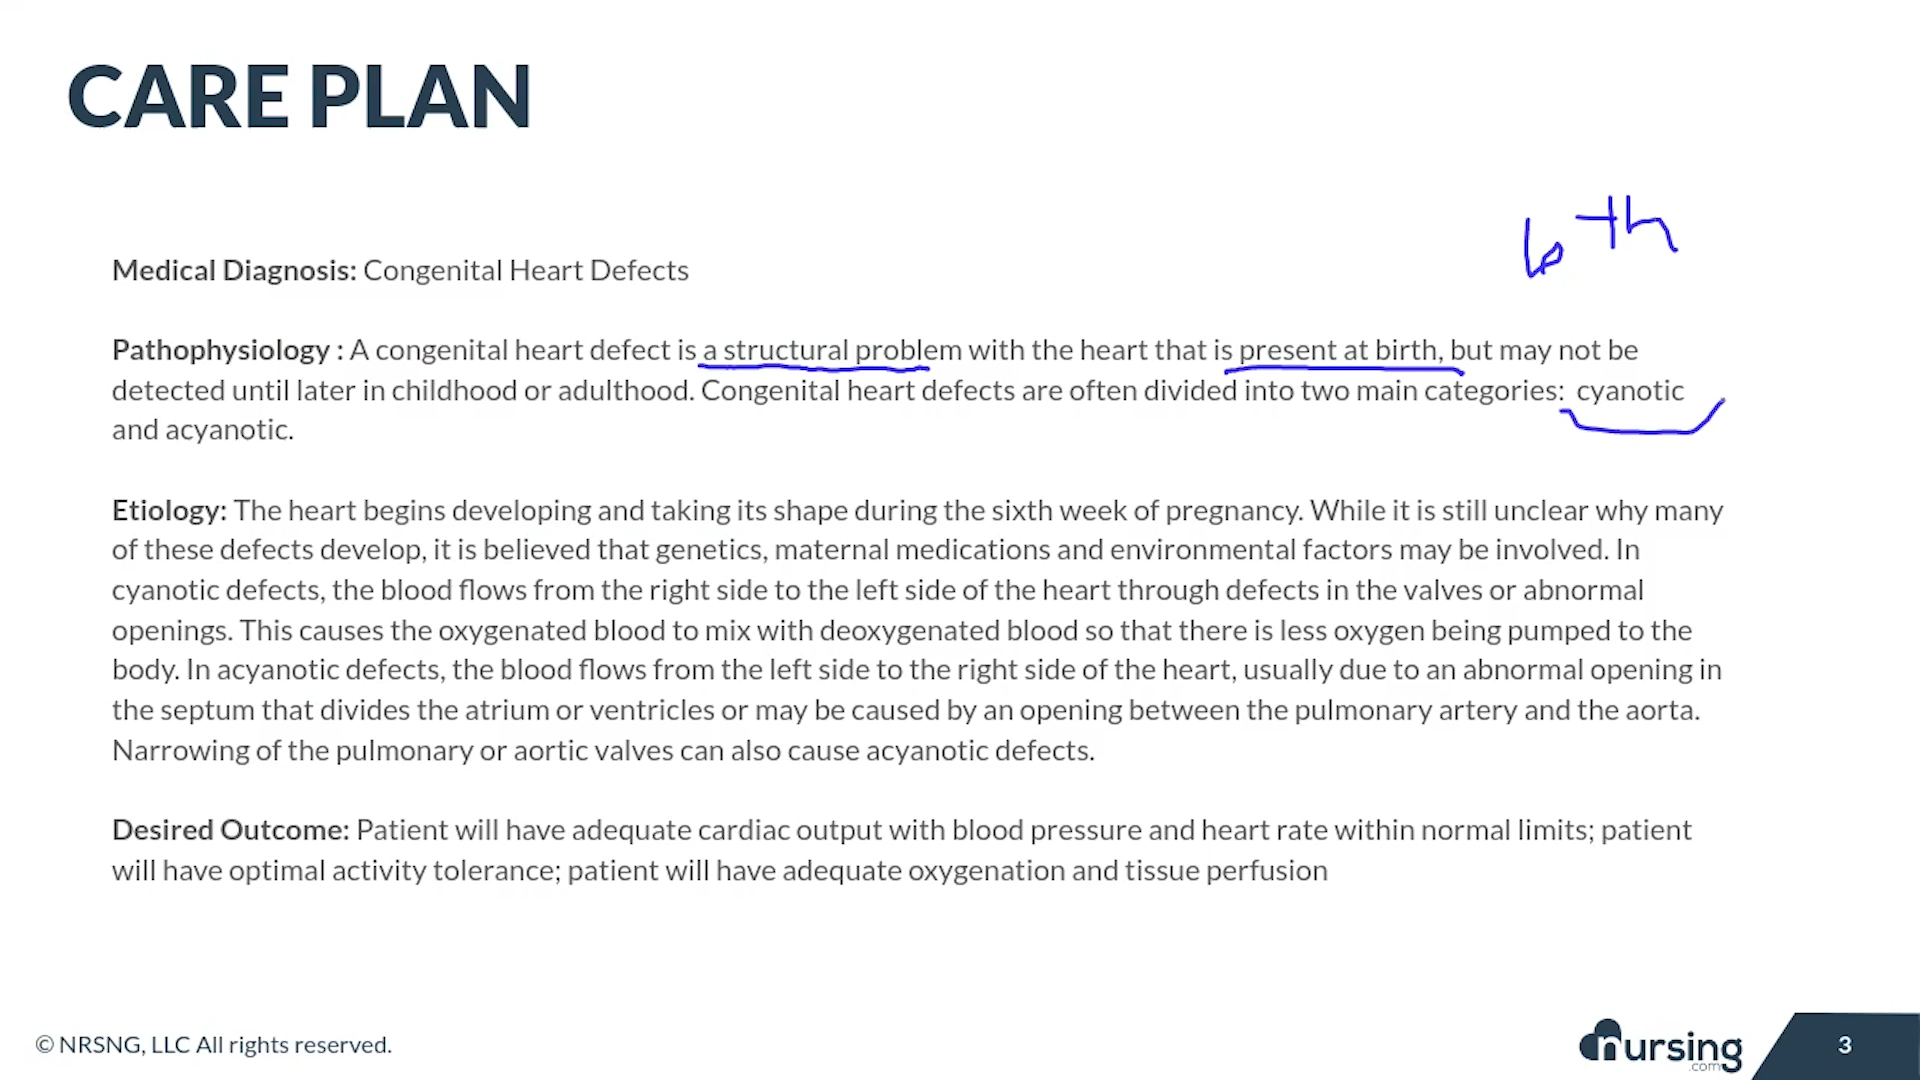 CARE PLAN
6th
Medical Diagnosis: Congenital Heart Defects
Pathophysiology : A congenital heart defect is a structural problem with the heart that is present at birth, but may not be
detected until later in childhood or adulthood. Congenital heart defects are often divided into two main categories: cyanotic
and acyanotic.
Etiology: The heart begins developing and taking its shape during the sixth week of pregnancy. While it is still unclear why many
of these defects develop, it is believed that genetics, maternal medications and environmental factors may be involved. In
cyanotic defects, the blood flows from the right side to the left side of the heart through defects in the valves or abnormal
openings. This causes the oxygenated blood to mix with deoxygenated blood so that there is less oxygen being pumped to the
body. In acyanotic defects, the blood flows from the left side to the right side of the heart, usually due to an abnormal opening in
the septum that divides the atrium or ventricles or may be caused by an opening between the pulmonary artery and the aorta.
Narrowing of the pulmonary or aortic valves can also cause acyanotic defects.
Desired Outcome: Patient will have adequate cardiac output with blood pressure and heart rate within normal limits; patient
will have optimal activity tolerance; patient will have adequate oxygenation and tissue perfusion
© NRSNG, LLC All rights reserved.
nursing
.com
3